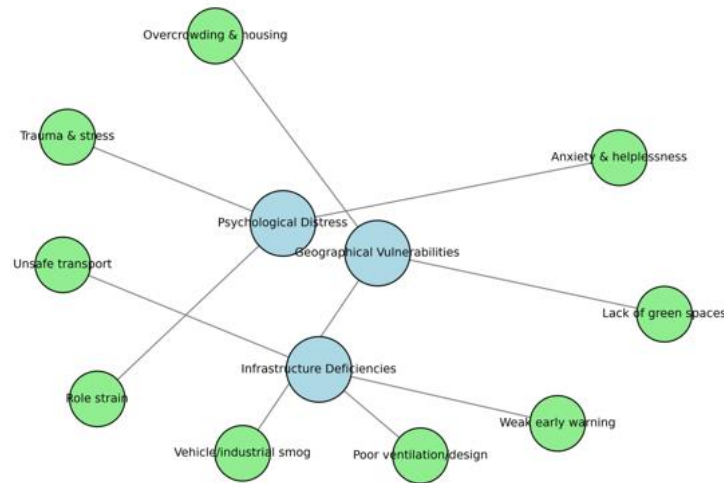 Overcrowding & housing
Trauma & stress
Anxiety & helplessness
Psychological Distress
Geographical Vulnerabilities
Unsafe transport
Lack of green spaces
Infrastructure Deficiencies
Role strain
Weak early warning
Vehicle/industrial smog
Poor ventilation/design